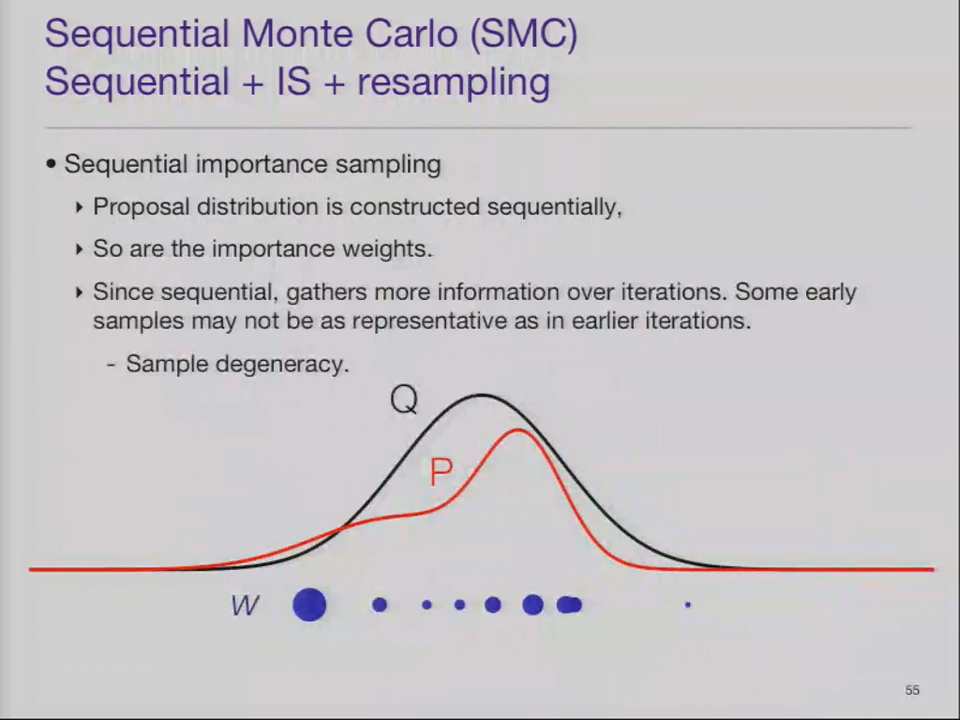 Sequential Monte Carlo (SMC)
Sequential + IS + resampling
• Sequential importance sampling
‣ Proposal distribution is constructed sequentially,
‣ So are the importance weights.
‣ Since sequential, gathers more information over iterations. Some early
samples may not be as representative as in earlier iterations.
- Sample degeneracy.
Q
P
W
55